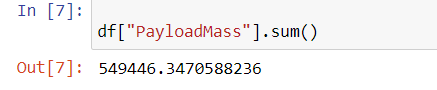 In [7]:
df["PayloadMass"].sum()
Out[7]: 549446.3470588236